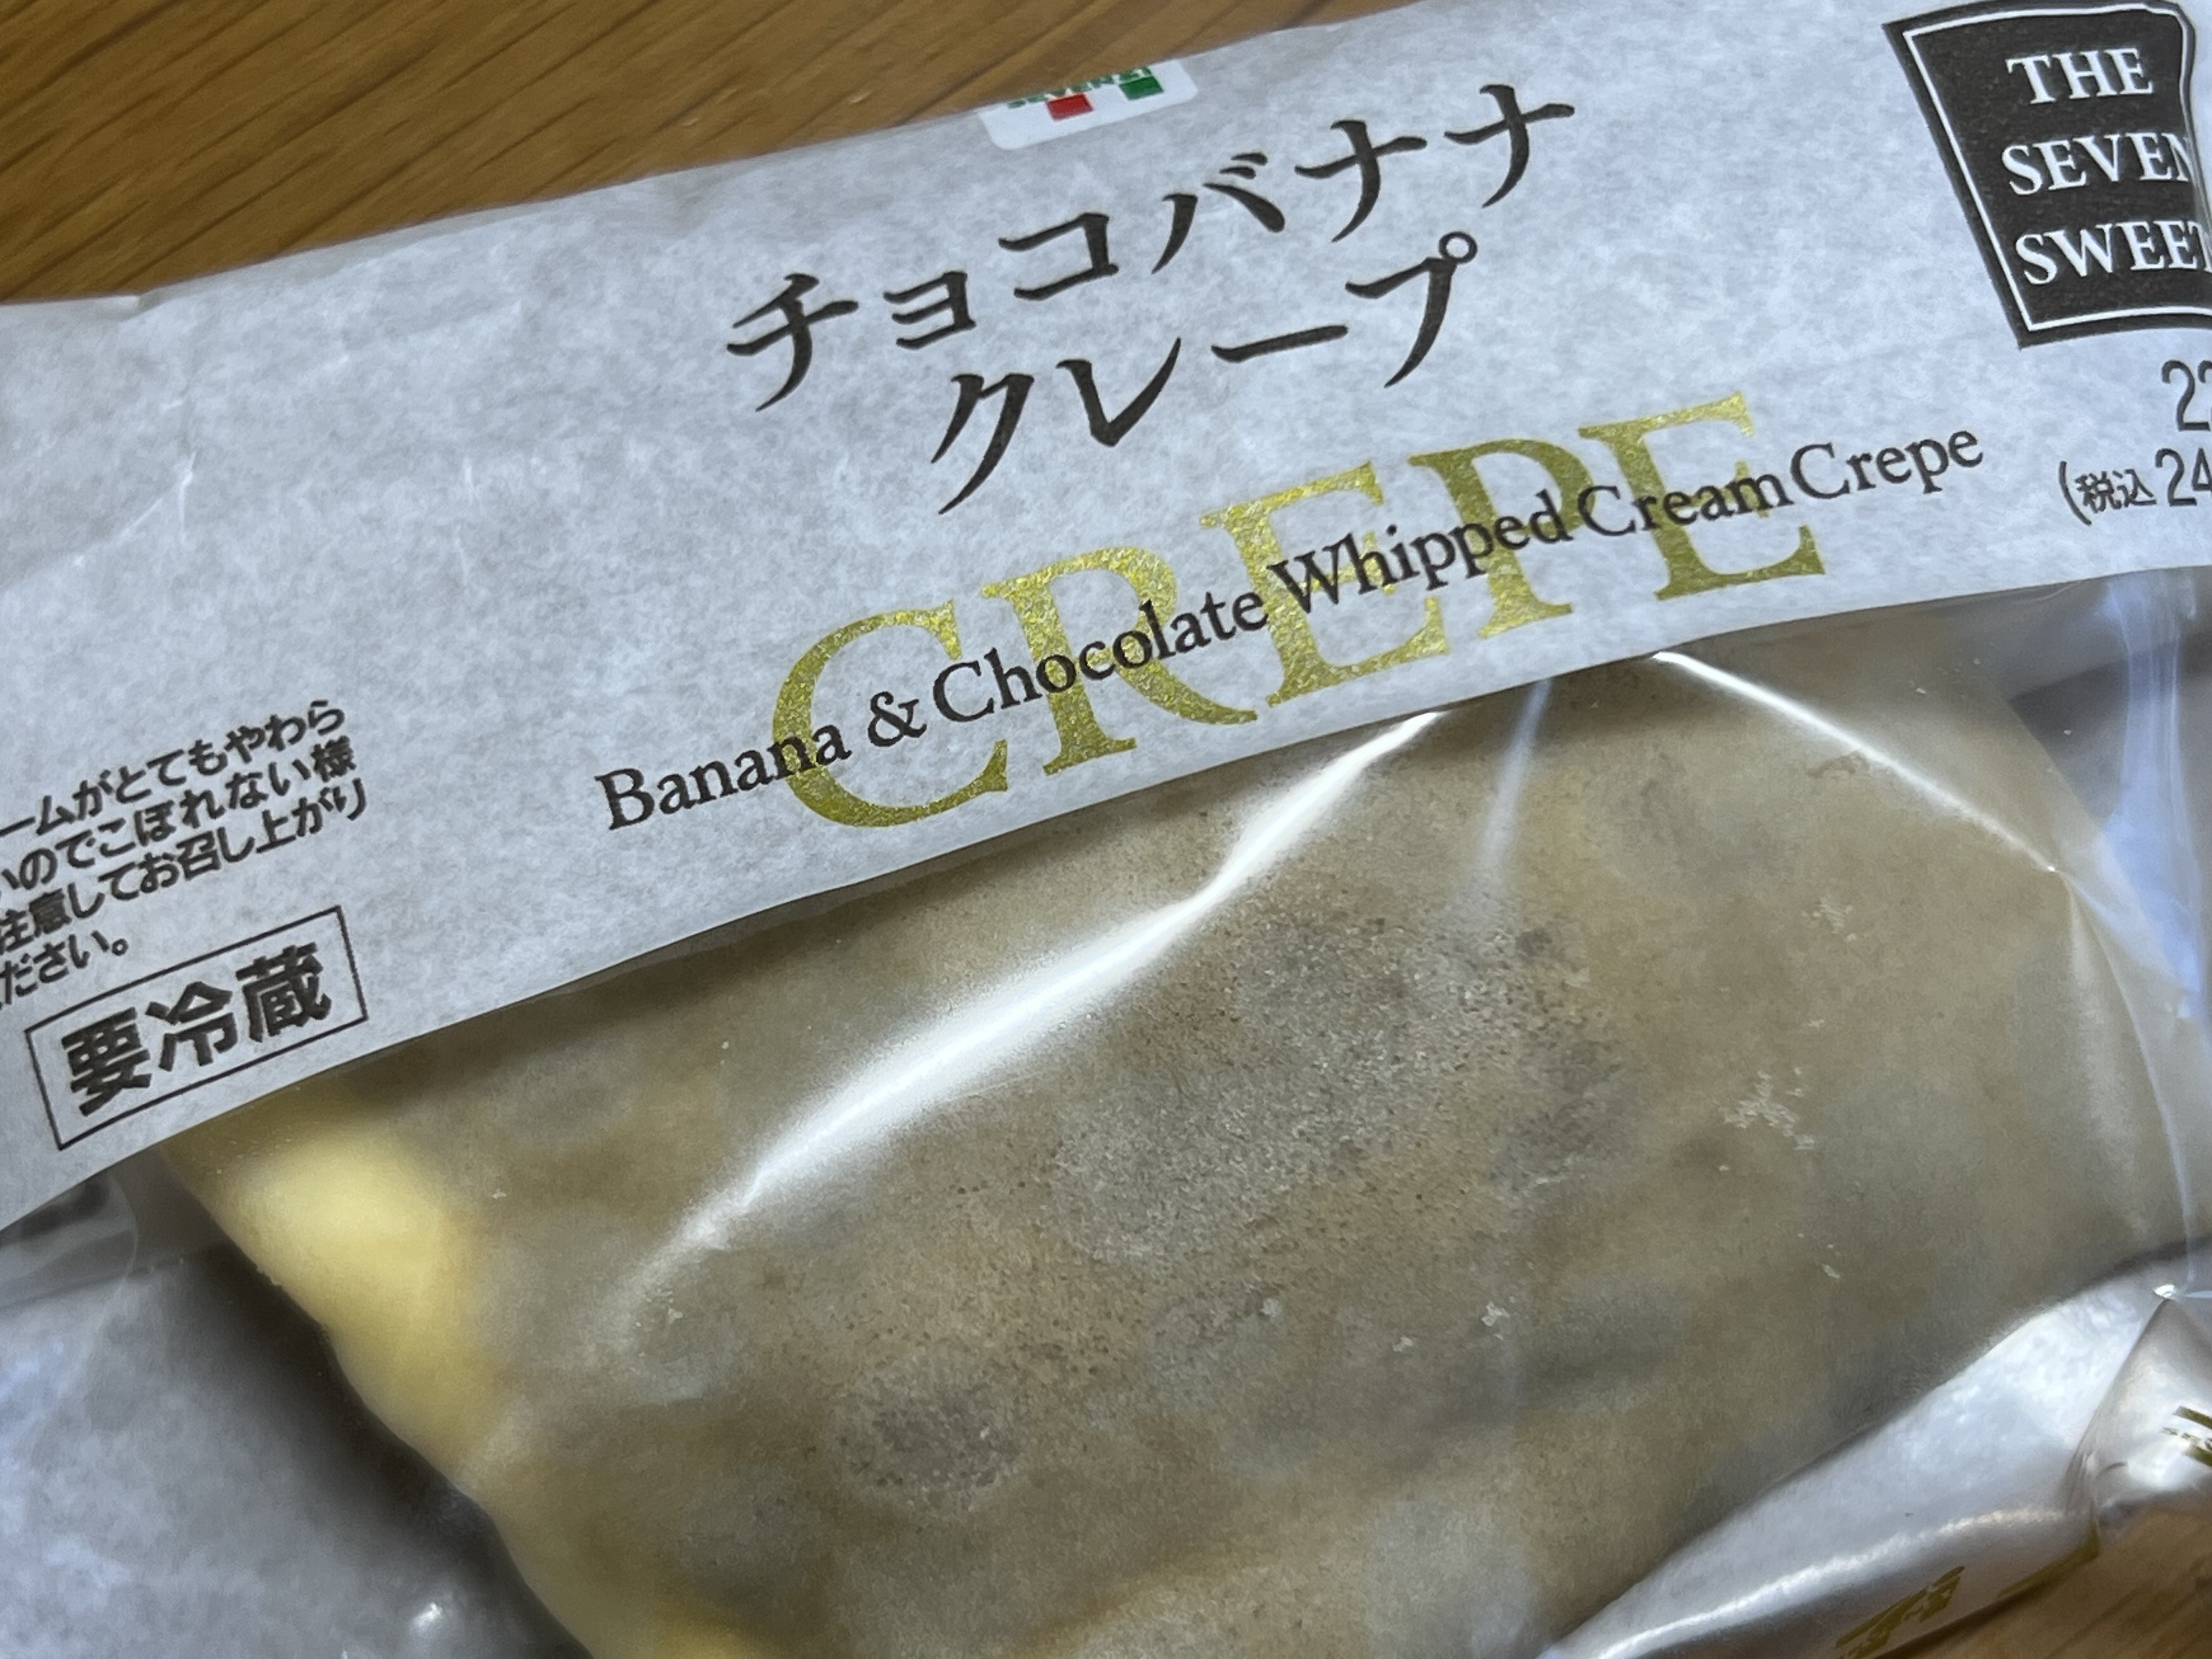 チョコバナナ
クレープ
CREPE
Banana & Chocolate Whipped Cream Crepe
THE
SEVEN
SWEET
(税込24
ームがとてもやわら
いのでこぼれない様
注意してお召し上がり
ださい。
要冷蔵